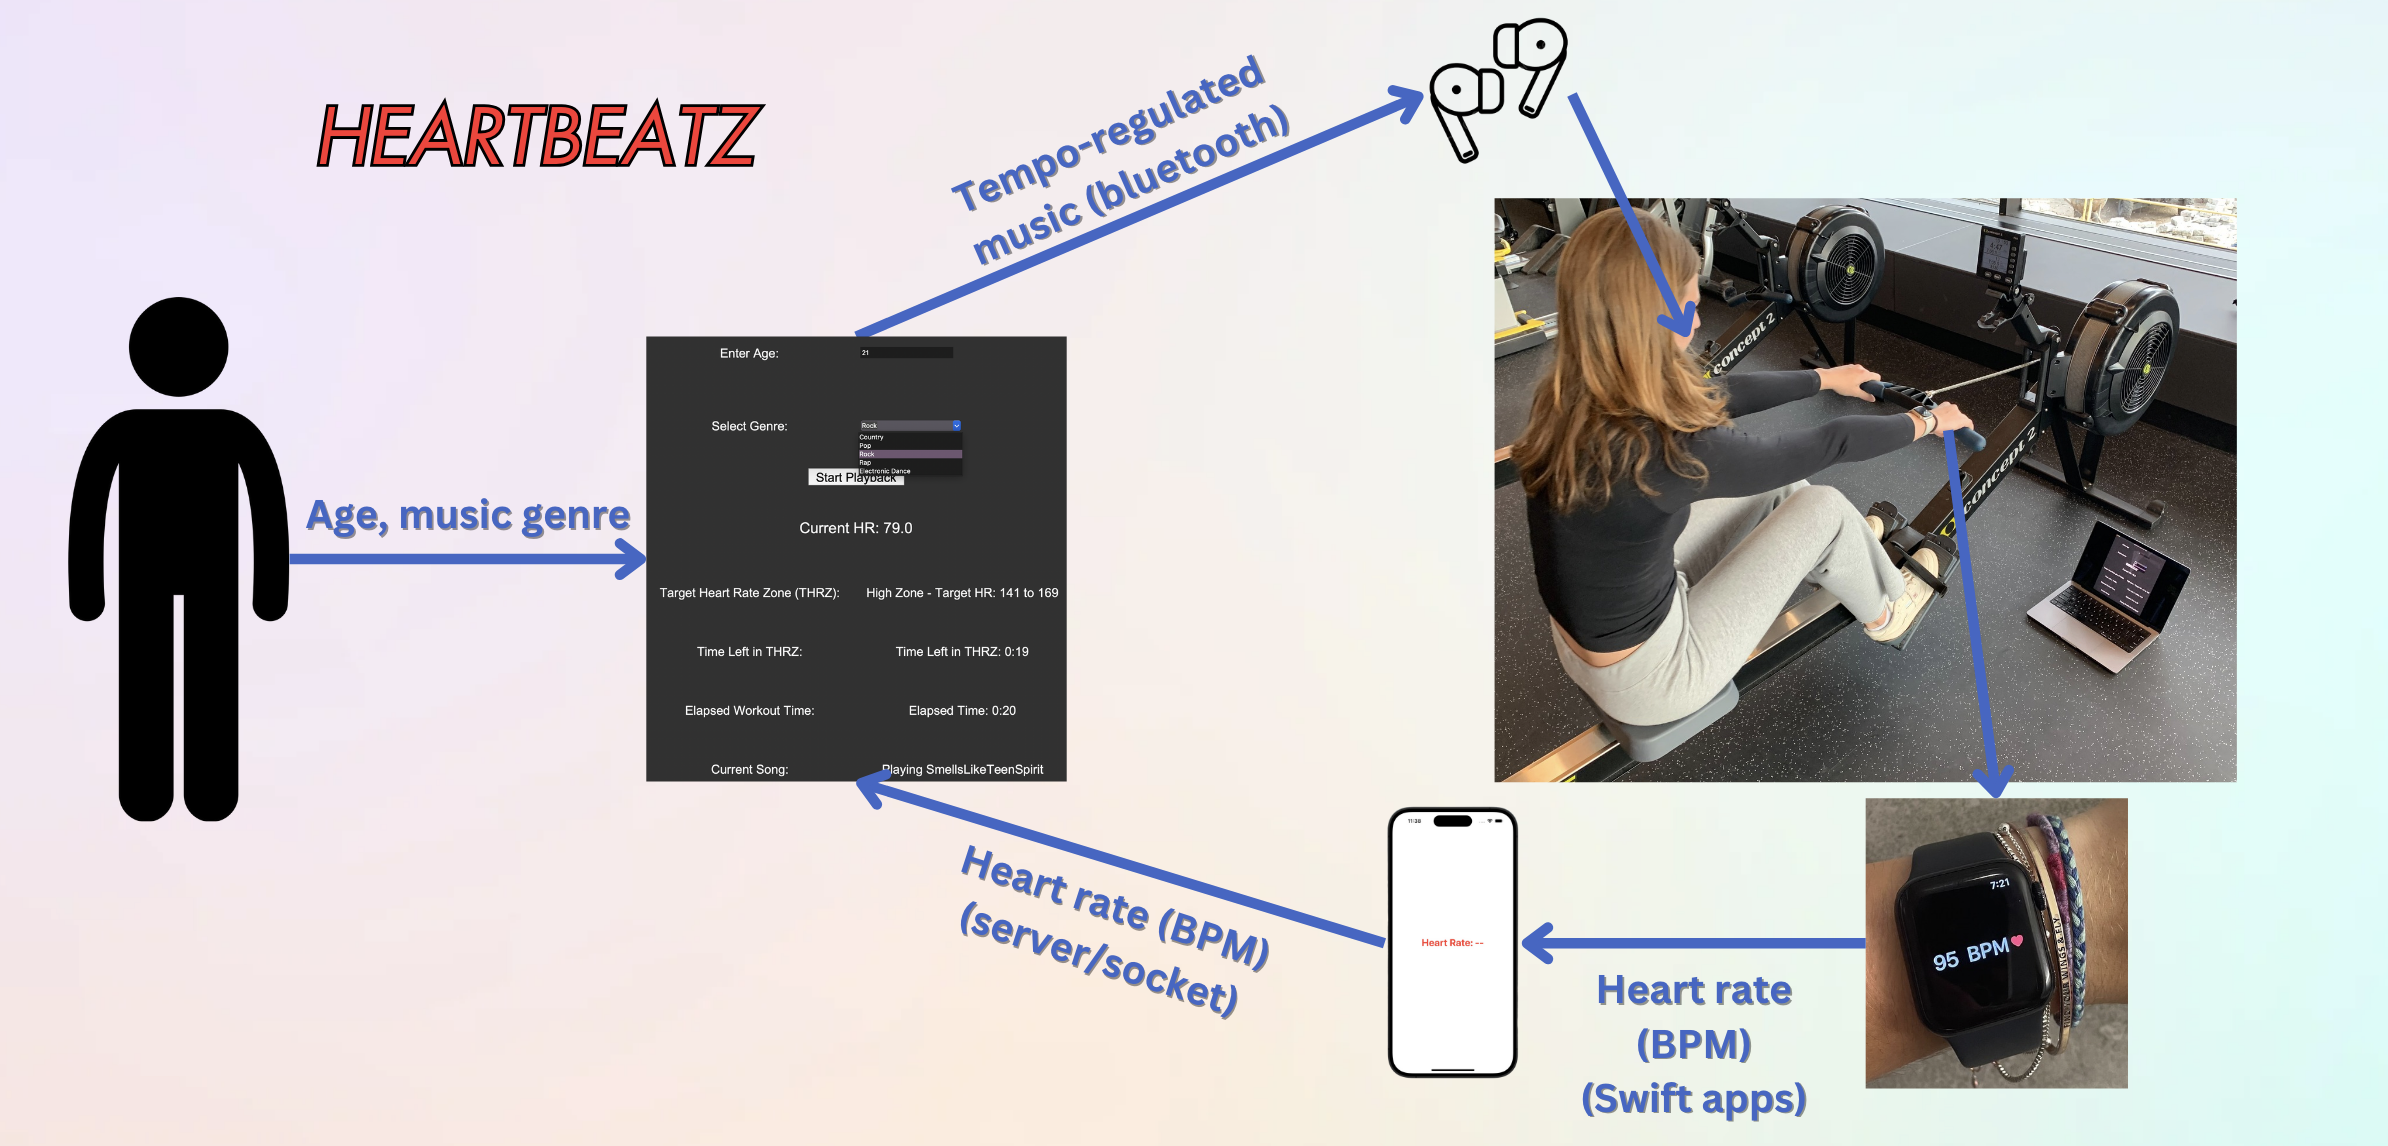 HEARTBEATZ
Tempo-regulated
music (bluetooth)
Age, music genre
Enter Age:
21
Select Genre:
Rock
Country
Pop
Rock
Rap
Electronic Dance
Start Playback
Current HR: 79.0
Target Heart Rate Zone (THRZ):
High Zone - Target HR: 141 to 169
Time Left in THRZ:
Time Left in THRZ: 0:19
Elapsed Workout Time:
Elapsed Time: 0:20
Current Song:
Playing SmellsLikeTeenSpirit
concept 2
concept 2
Heart rate (BPM)
(server/socket)
11:38
Heart Rate: --
Heart rate
(BPM)
(Swift apps)
7:21
95 BPM